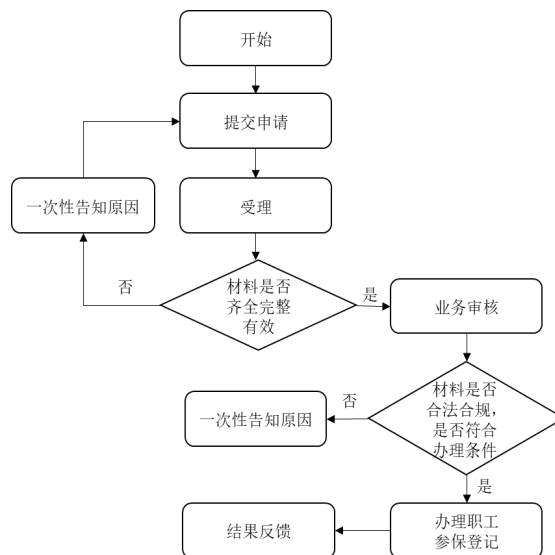 开始
提交申请
一次性告知原因
受理
否
材料是否
齐全完整
有效
是
业务审核
一次性告知原因
否
材料是否
合法合规，
是否符合
办理条件
是
结果反馈
办理职工
参保登记